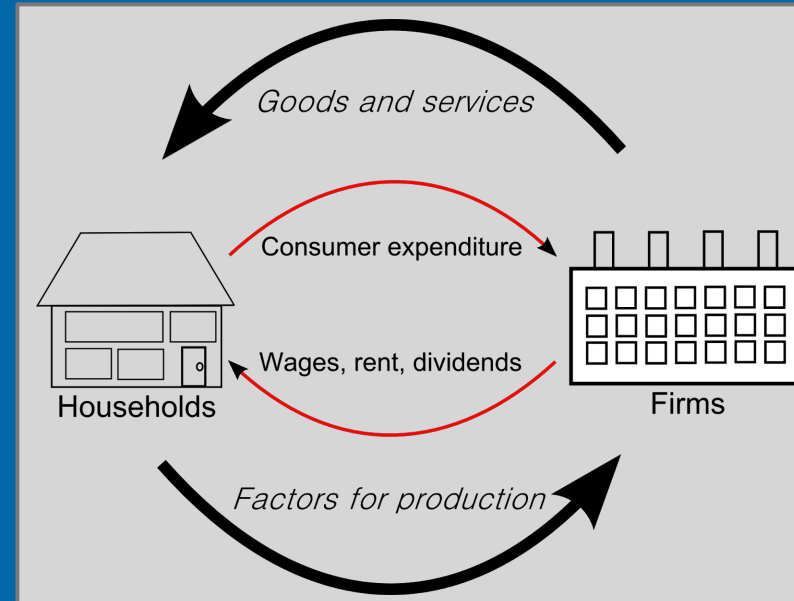 Goods and services
Consumer expenditure
Wages, rent, dividends
Households
Firms
Factors for production